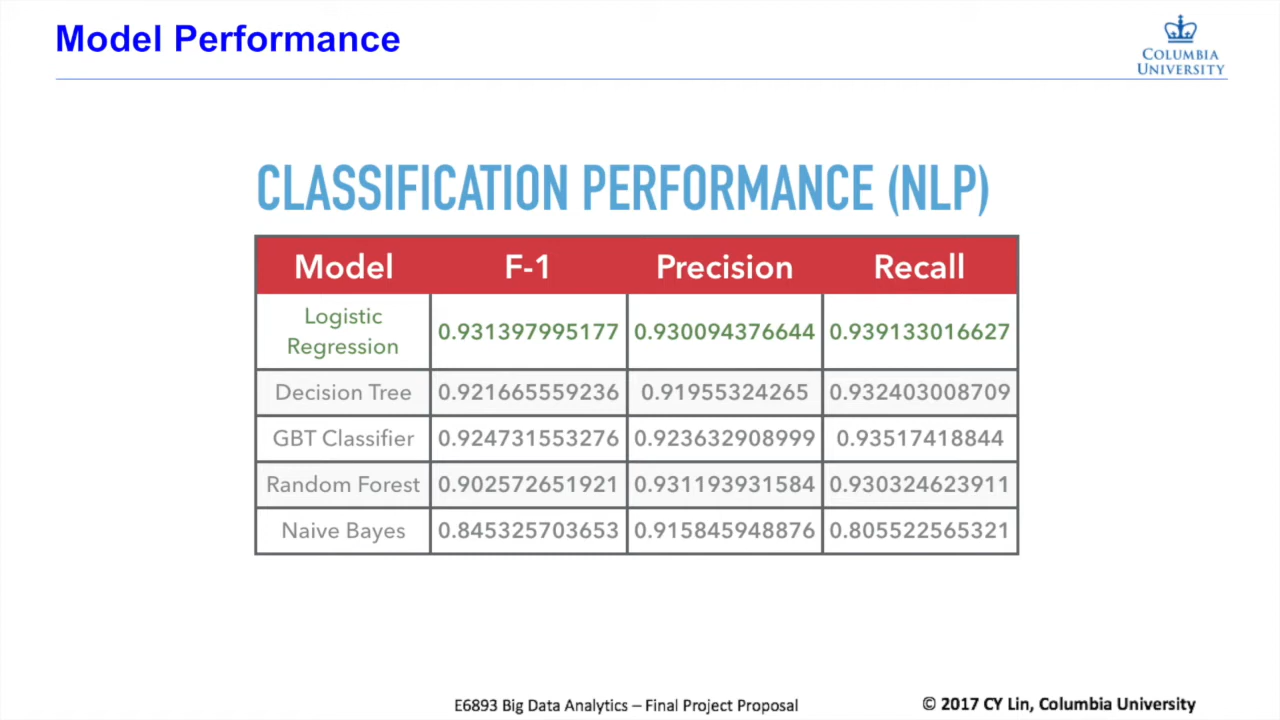 Model Performance
COLUMBIA
UNIVERSITY
CLASSIFICATION PERFORMANCE (NLP)
Model F-1 Precision Recall
Logistic
Regression
0.931397995177 0.930094376644 0.939133016627
Decision Tree 0.921665559236 0.91955324265 0.932403008709
GBT Classifier 0.924731553276 0.923632908999 0.93517418844
Random Forest 0.902572651921 0.931193931584 0.930324623911
Naive Bayes 0.845325703653 0.915845948876 0.805522565321
E6893 Big Data Analytics – Final Project Proposal
© 2017 CY Lin, Columbia University